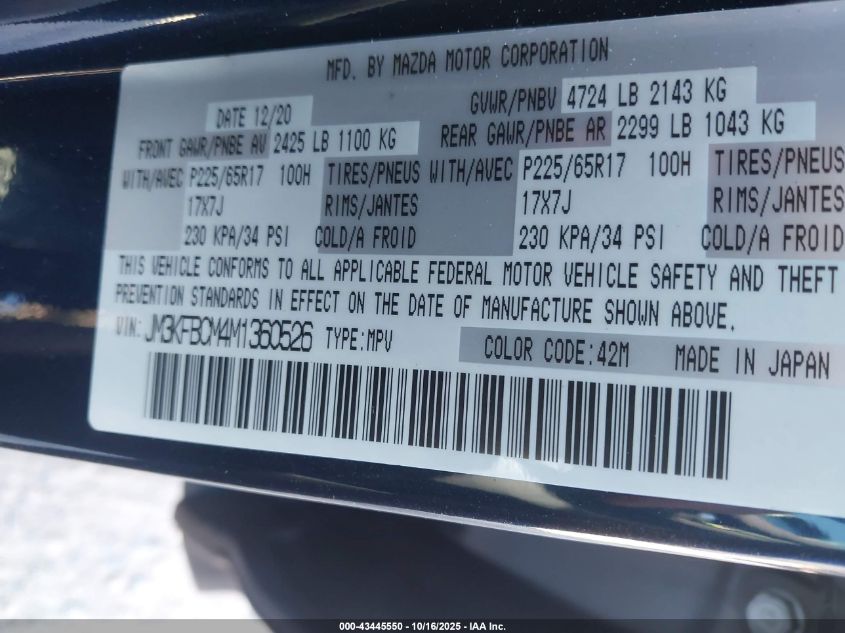 MFD. BY MAZDA MOTOR CORPORATION
DATE 12/20 GVWR/PNBV 4724 LB 2143 KG
FRONT GAWR/PNBE AV 2425 LB 1100 KG REAR GAWR/PNBE AR 2299 LB 1043 KG
WITH/AVEC P225/65R17 100H TIRES/PNEUS WITH/AVEC P225/65R17 100H TIRES/PNEUS
17X7J RIMS/JANTES 17X7J RIMS/JANTES
230 KPA/34 PSI COLD/A FROID 230 KPA/34 PSI COLD/A FROID
THIS VEHICLE CONFORMS TO ALL APPLICABLE FEDERAL MOTOR VEHICLE SAFETY AND THEFT
PREVENTION STANDARDS IN EFFECT ON THE DATE OF MANUFACTURE SHOWN ABOVE.
VIN: JM3KFBCM4M1360526 TYPE:MPV COLOR CODE:42M MADE IN JAPAN
000-43445550 - 10/16/2025 - IAA Inc.